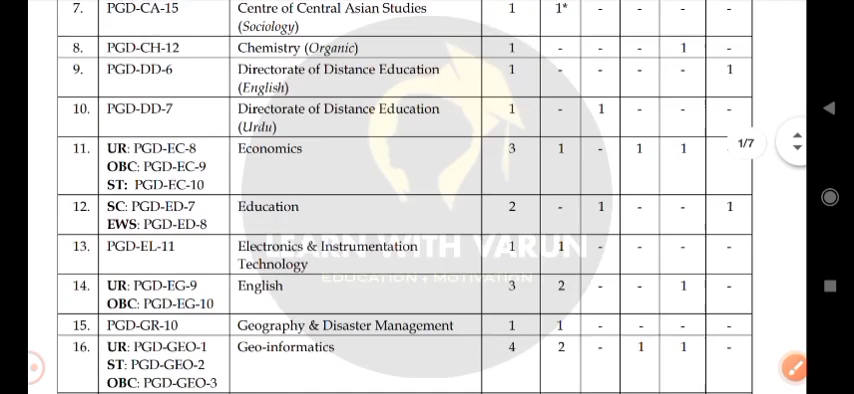 7. PGD-CA-15 Centre of Central Asian Studies 1 1* - - - -
(Sociology)
8. PGD-CH-12 Chemistry (Organic) 1 - - - 1 -
9. PGD-DD-6 Directorate of Distance Education 1 - - - - 1
(English)
10. PGD-DD-7 Directorate of Distance Education 1 - 1 - - -
(Urdu)
11. UR: PGD-EC-8 Economics 3 1 - 1 1
OBC: PGD-EC-9
ST: PGD-EC-10
1/7
12. SC: PGD-ED-7 Education 2 - 1 - - 1
EWS: PGD-ED-8
13. PGD-EL-11 Electronics & Instrumentation 1 1 - - - -
Technology
LEARN WITH VARUN
EDUCATION + MOTIVATION
14. UR: PGD-EG-9 English 3 2 - - 1 -
OBC: PGD-EG-10
15. PGD-GR-10 Geography & Disaster Management 1 1 - - - -
16. UR: PGD-GEO-1 Geo-informatics 4 2 - 1 1 -
ST: PGD-GEO-2
OBC: PGD-GEO-3